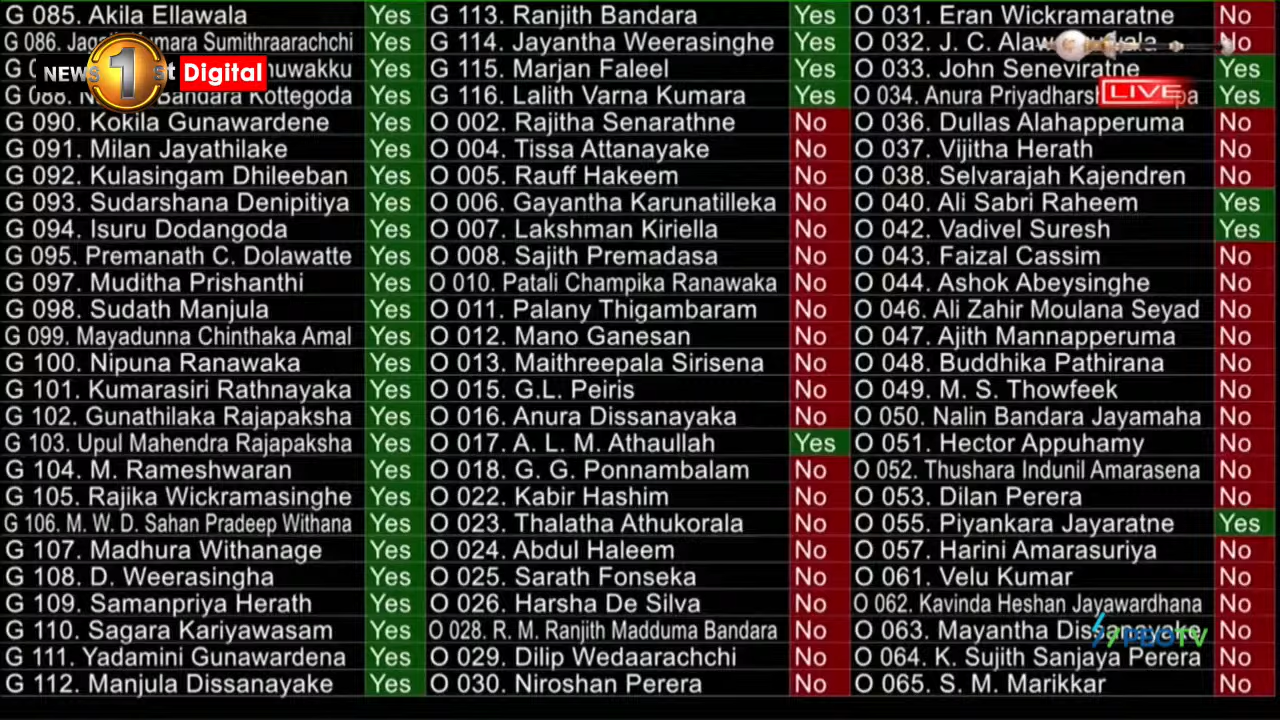 G 085. Akila Ellawala Yes
G 086. Kumara Sumithraarachchi Yes
G Yes
G 088. Bandara Kottegoda Yes
G 090. Kokila Gunawardene Yes
G 091. Milan Jayathilake Yes
G 092. Kulasingam Dhileeban Yes
G 093. Sudarshana Denipitiya Yes
G 094. Isuru Dodangoda Yes
G 095. Premanath C. Dolawatte Yes
G 097. Muditha Prishanthi Yes
G 098. Sudath Manjula Yes
G 099. Mayadunna Chinthaka Amal Yes
G 100. Nipuna Ranawaka Yes
G 101. Kumarasiri Rathnayaka Yes
G 102. Gunathilaka Rajapaksha Yes
G 103. Upul Mahendra Rajapaksha Yes
G 104. M. Rameshwaran Yes
G 105. Rajika Wickramasinghe Yes
G 106. M. W. D. Sahan Pradeep Withana Yes
G 107. Madhura Withanage Yes
G 108. D. Weerasingha Yes
G 109. Samanpriya Herath Yes
G 110. Sagara Kariyawasam Yes
G 111. Yadamini Gunawardena Yes
G 112. Manjula Dissanayake Yes
G 113. Ranjith Bandara Yes
G 114. Jayantha Weerasinghe Yes
G 115. Marjan Faleel Yes
G 116. Lalith Varna Kumara Yes
O 002. Rajitha Senarathne No
O 004. Tissa Attanayake No
O 005. Rauff Hakeem No
O 006. Gayantha Karunatilleka No
O 007. Lakshman Kiriella No
O 008. Sajith Premadasa No
O 010. Patali Champika Ranawaka No
O 011. Palany Thigambaram No
O 012. Mano Ganesan No
O 013. Maithreepala Sirisena No
O 015. G.L. Peiris No
O 016. Anura Dissanayaka No
O 017. A. L. M. Athaullah Yes
O 018. G. G. Ponnambalam No
O 022. Kabir Hashim No
O 023. Thalatha Athukorala No
O 024. Abdul Haleem No
O 025. Sarath Fonseka No
O 026. Harsha De Silva No
O 028. R. M. Ranjith Madduma Bandara No
O 029. Dilip Wedaarachchi No
O 030. Niroshan Perera No
O 031. Eran Wickramaratne No
O 032. J. C. No
O 033. John Senevirathe Yes
O 034. Anura Yes
O 036. Dullas Alahapperuma No
O 037. Vijitha Herath No
O 038. Selvarajah Kajendren No
O 040. Ali Sabri Raheem Yes
O 042. Vadivel Suresh Yes
O 043. Faizal Cassim No
O 044. Ashok Abeysinghe No
O 046. Ali Zahir Moulana Seyad No
O 047. Ajith Mannapperuma No
O 048. Buddhika Pathirana No
O 049. M. S. Thowfeek No
O 050. Nalin Bandara Jayamaha No
O 051. Hector Appuhamy No
O 052. Thushara Indunil Amarasena No
O 053. Dilan Perera No
O 055. Piyankara Jayaratne Yes
O 057. Harini Amarasuriya No
O 061. Velu Kumar No
O 062. Kavinda Heshan Jayawardhana No
O 063. Mayantha Dissanayake No
O 064. K. Sujith Sanjaya Perera No
O 065. S. M. Marikkar No
NEWS 1st Digital
LIVE
PEOTV